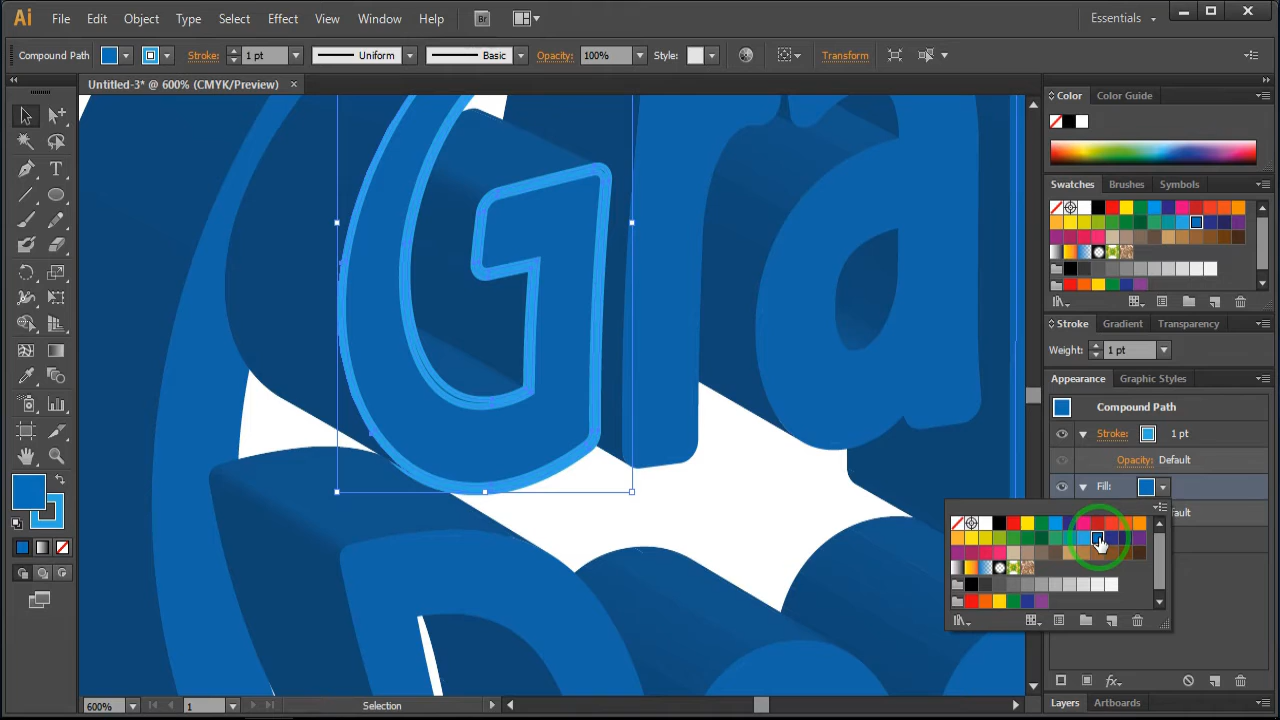 Ai File Edit Object Type Select Effect View Window Help Br Essentials
Compound Path Stroke: 1 pt Uniform Basic Opacity: 100% Style: Transform
Untitled-3* @ 600% (CMYK/Preview)
Color Color Guide
Swatches Brushes Symbols
Stroke Gradient Transparency
Weight: 1 pt
Appearance Graphic Styles
Compound Path
Stroke: 1 pt
Opacity: Default
Fill:
fault
Gra
600% 1 Selection
Layers Artboards